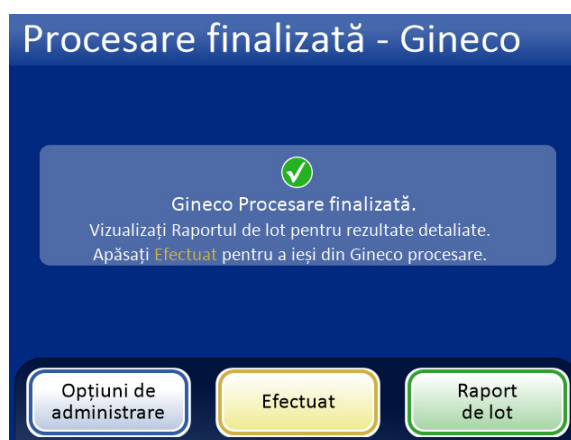 Procesare finalizată - Gineco
Gineco Procesare finalizată.
Vizualizați Raportul de lot pentru rezultate detaliate.
Apăsați Efectuat pentru a ieși din Gineco procesare.
Opțiuni de
administrare
Efectuat
Raport
de lot